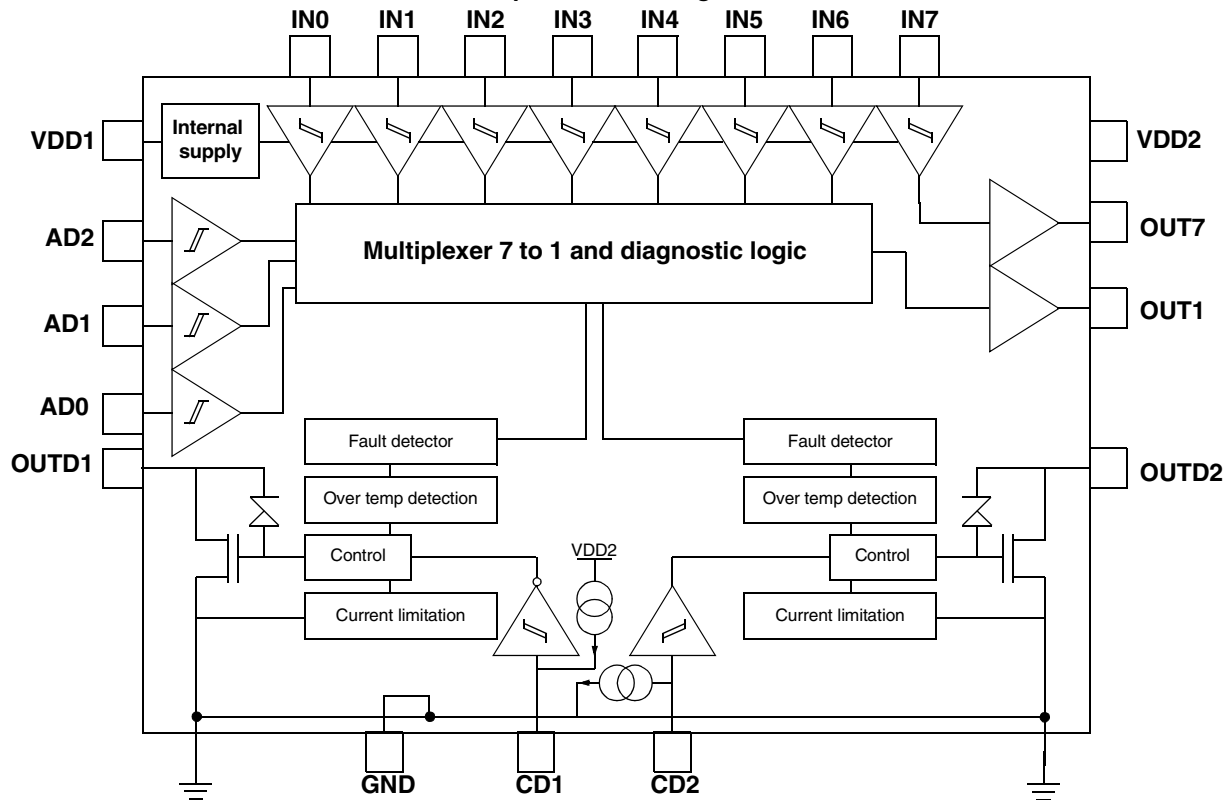 IN0 IN1 IN2 IN3 IN4 IN5 IN6 IN7
VDD1
Internal
supply
VDD2
AD2
Multiplexer 7 to 1 and diagnostic logic
OUT7
AD1
OUT1
AD0
OUTD1
Fault detector
Fault detector
OUTD2
Over temp detection
Over temp detection
Control
VDD2
Control
Current limitation
Current limitation
GND
CD1
CD2